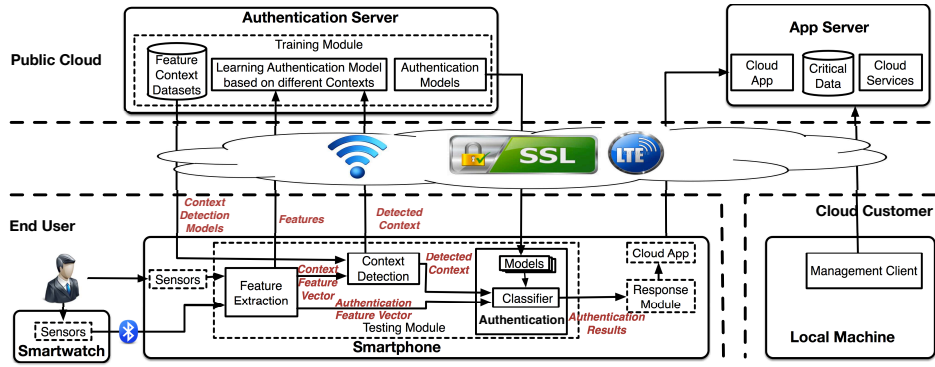 Authentication Server
Training Module
Feature
Context
Datasets
Learning Authentication Model
based on different Contexts
Authentication
Models
Public Cloud
App Server
Cloud
App
Critical
Data
Cloud
Services
SSL
LTE
Context
Detection
Models
Features
Detected
Context
End User
Cloud Customer
Sensors
Feature
Extraction
Context
Feature
Vector
Context
Detection
Detected
Context
Models
Classifier
Authentication
Authentication
Feature Vector
Testing Module
Smartphone
Cloud App
Response
Module
Authentication
Results
Sensors
Smartwatch
Management Client
Local Machine